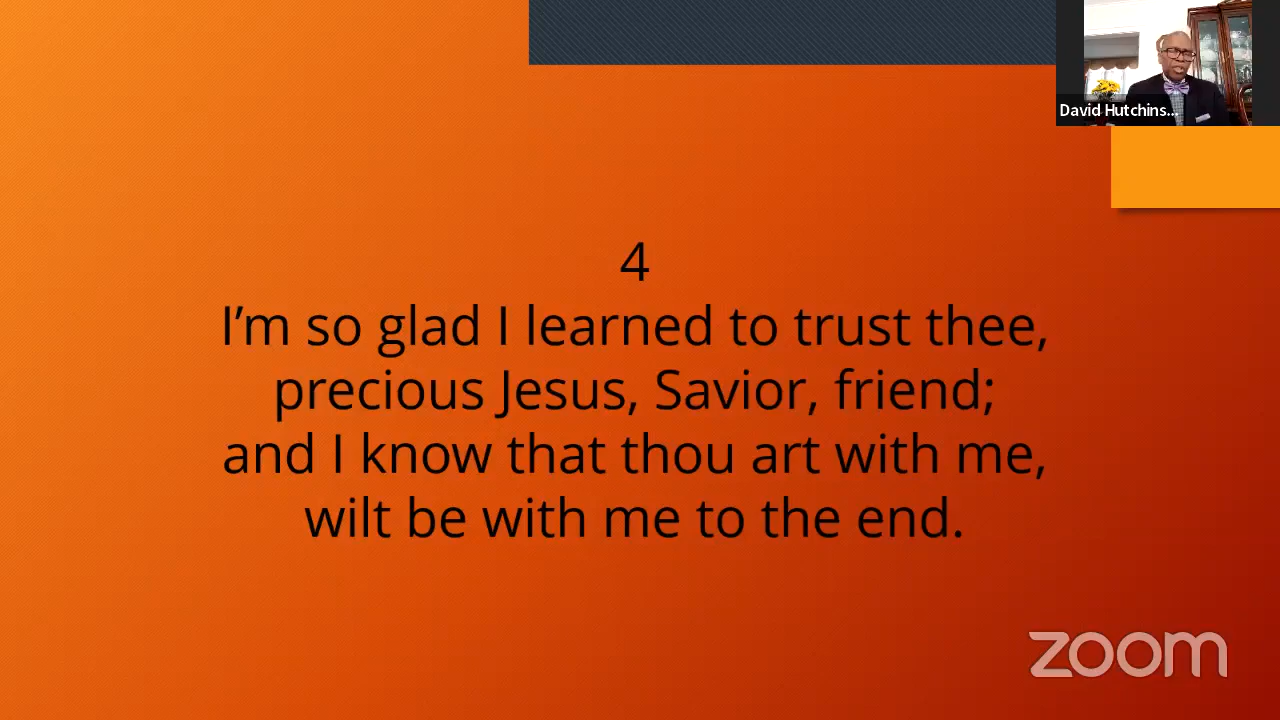 David Hutchins...
4
I’m so glad I learned to trust thee,
precious Jesus, Savior, friend;
and I know that thou art with me,
wilt be with me to the end.
zoom